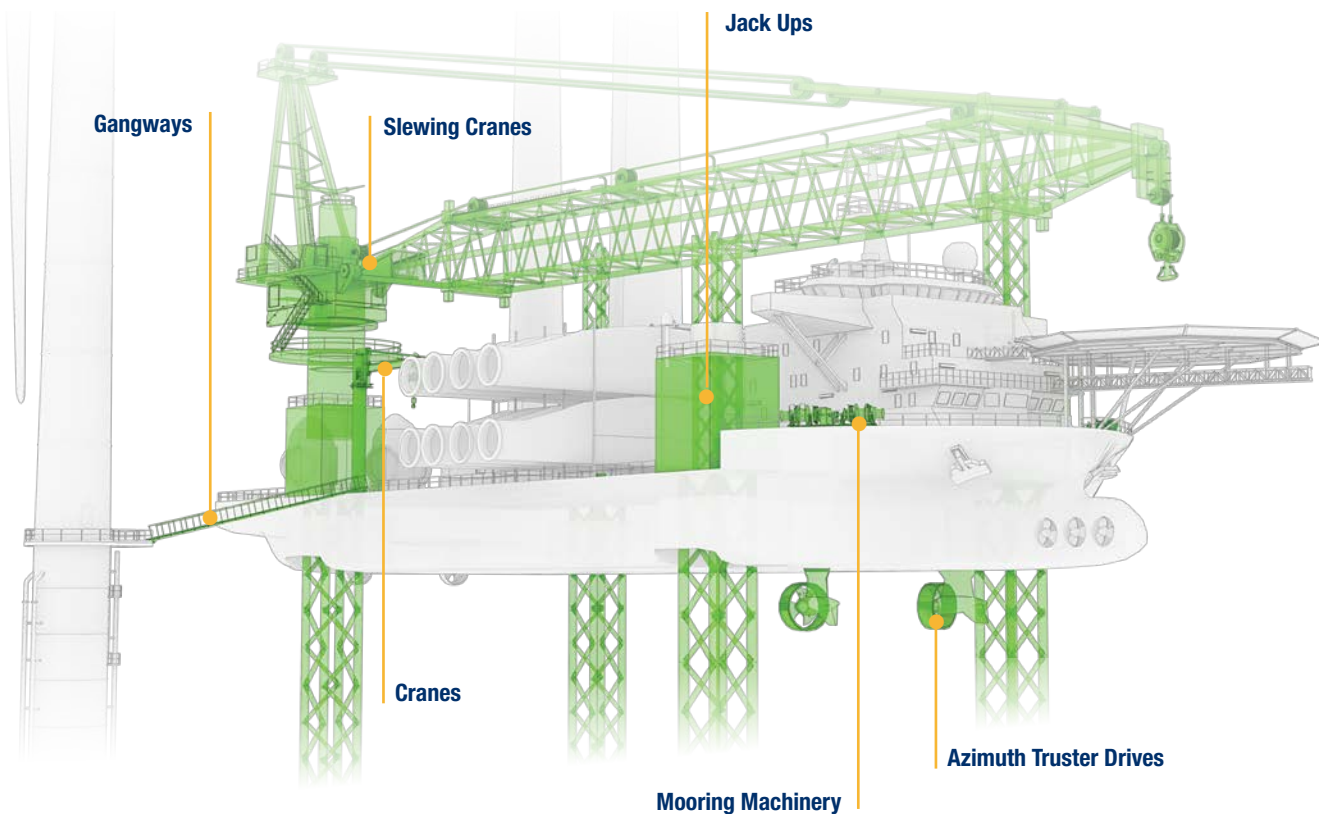 Jack Ups
Gangways
Slewing Cranes
Cranes
Azimuth Truster Drives
Mooring Machinery